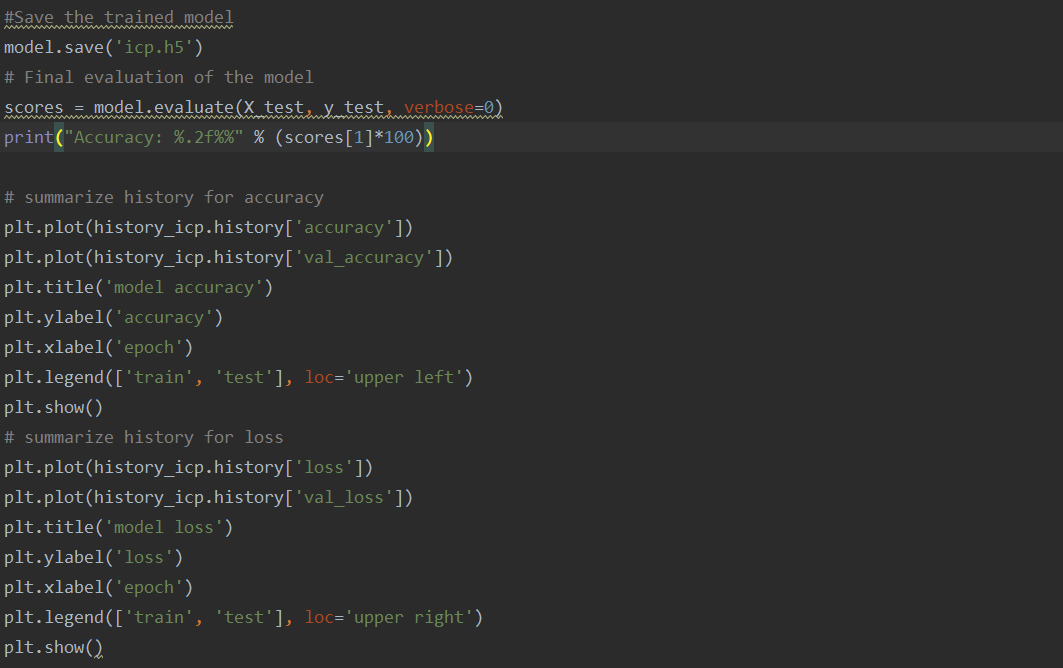 #Save the trained model
model.save('icp.h5')
# Final evaluation of the model
scores = model.evaluate(X_test, y_test, verbose=0)
print("Accuracy: %.2f%%" % (scores[1]*100))
# summarize history for accuracy
plt.plot(history_icp.history['accuracy'])
plt.plot(history_icp.history['val_accuracy'])
plt.title('model accuracy')
plt.ylabel('accuracy')
plt.xlabel('epoch')
plt.legend(['train', 'test'], loc='upper left')
plt.show()
# summarize history for loss
plt.plot(history_icp.history['loss'])
plt.plot(history_icp.history['val_loss'])
plt.title('model loss')
plt.ylabel('loss')
plt.xlabel('epoch')
plt.legend(['train', 'test'], loc='upper right')
plt.show()